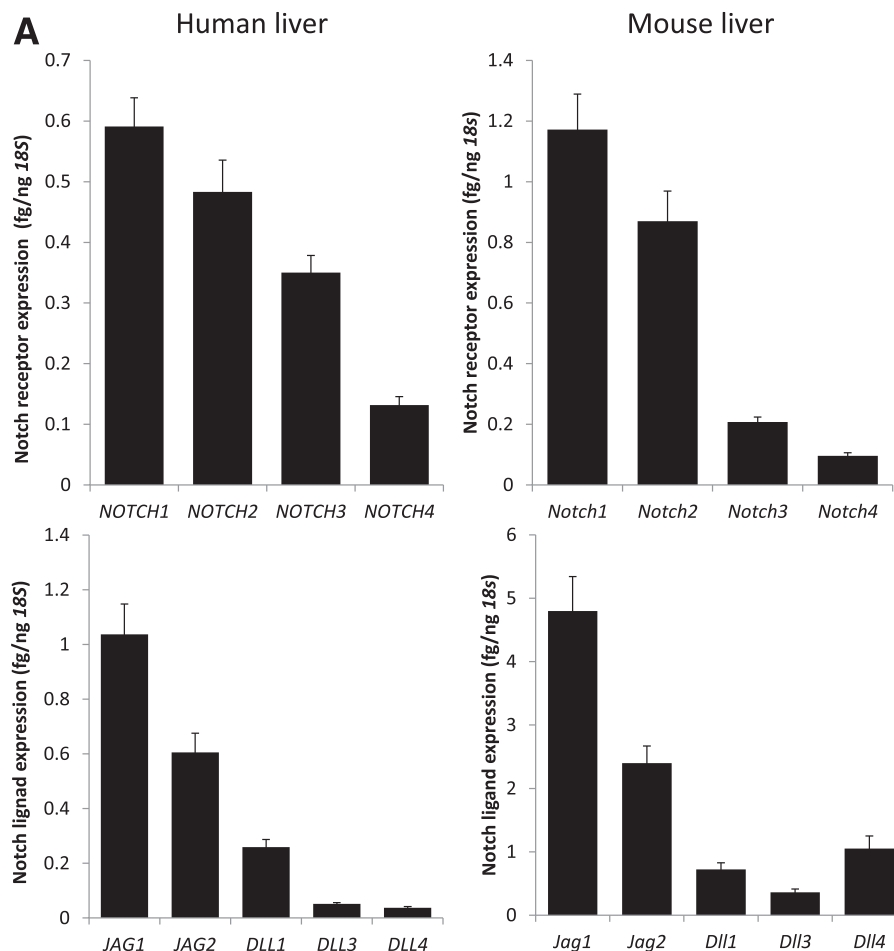 A
Human liver
Mouse liver
Notch receptor expression (fg/ng 18S)
0.7
0.6
0.5
0.4
0.3
0.2
0.1
0
NOTCH1 NOTCH2 NOTCH3 NOTCH4
Notch receptor expression (fg/ng 18s)
1.4
1.2
1
0.8
0.6
0.4
0.2
0
Notch1 Notch2 Notch3 Notch4
Notch lignad expression (fg/ng 18S)
1.4
1.2
1
0.8
0.6
0.4
0.2
0
JAG1 JAG2 DLL1 DLL3 DLL4
Notch ligand expression (fg/ng 18s)
6
5
4
3
2
1
0
Jag1 Jag2 Dll1 Dll3 Dll4